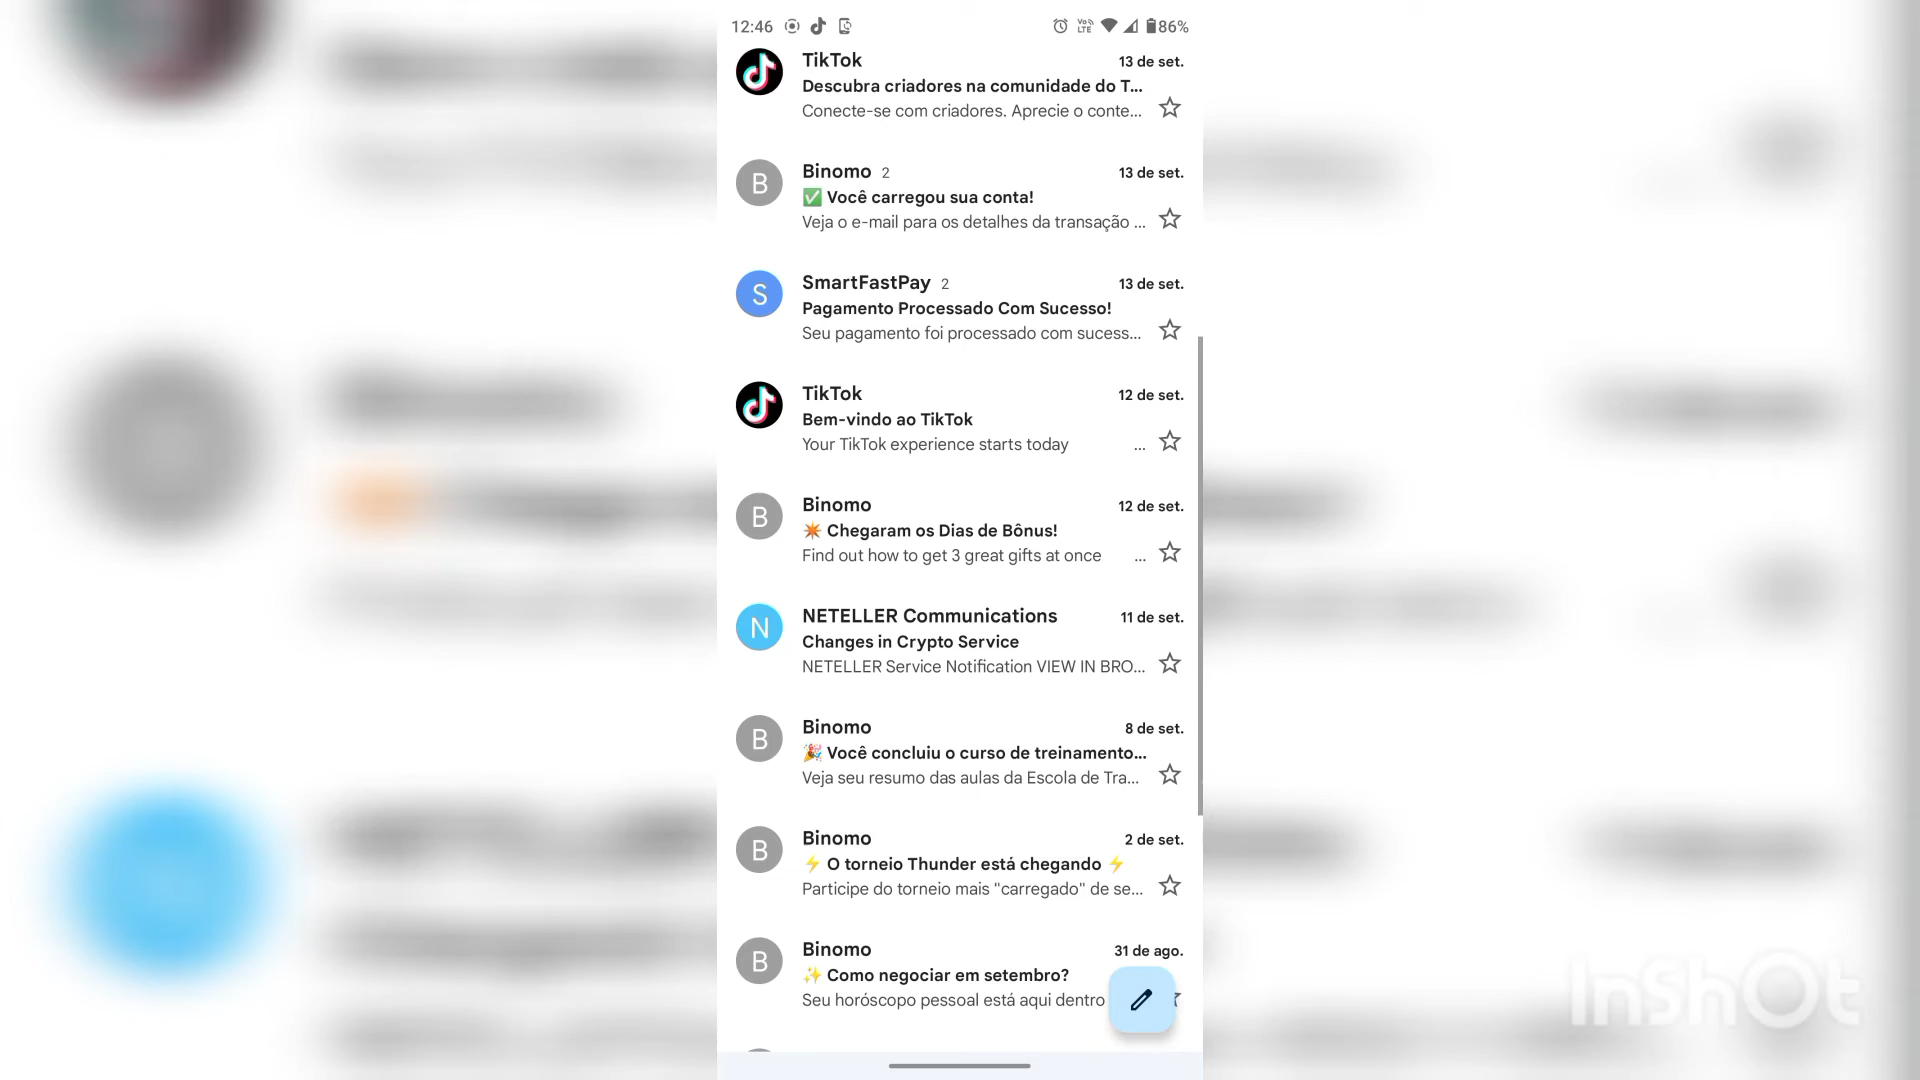 12:46 86%
TikTok 13 de set.
Descubra criadores na comunidade do T...
Conecte-se com criadores. Aprecie o conte...
B Binomo 2 13 de set.
✅ Você carregou sua conta!
Veja o e-mail para os detalhes da transação ...
S SmartFastPay 2 13 de set.
Pagamento Processado Com Sucesso!
Seu pagamento foi processado com sucess...
TikTok 12 de set.
Bem-vindo ao TikTok
Your TikTok experience starts today ...
B Binomo 12 de set.
💥 Chegaram os Dias de Bônus!
Find out how to get 3 great gifts at once ...
N NETELLER Communications 11 de set.
Changes in Crypto Service
NETELLER Service Notification VIEW IN BRO...
B Binomo 8 de set.
🎉 Você concluiu o curso de treinamento...
Veja seu resumo das aulas da Escola de Tra...
B Binomo 2 de set.
⚡ O torneio Thunder está chegando ⚡
Participe do torneio mais "carregado" de se...
B Binomo 31 de ago.
✨ Como negociar em setembro?
Seu horóscopo pessoal está aqui dentro
InShOt